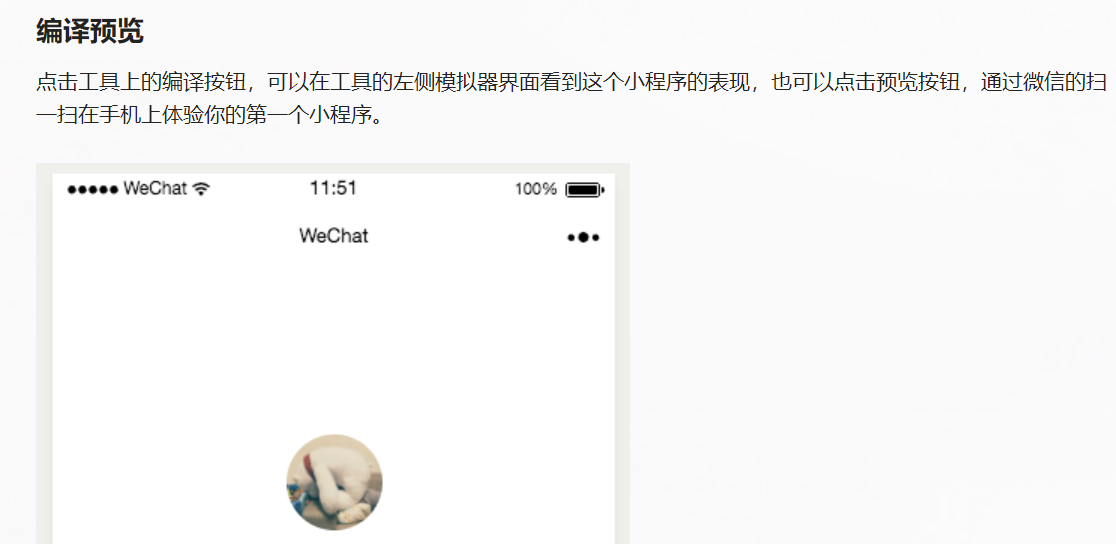 编译预览
点击工具上的编译按钮，可以在工具的左侧模拟器界面看到这个小程序的表现，也可以点击预览按钮，通过微信的扫
一扫在手机上体验你的第一个小程序。
WeChat 11:51 100%
WeChat